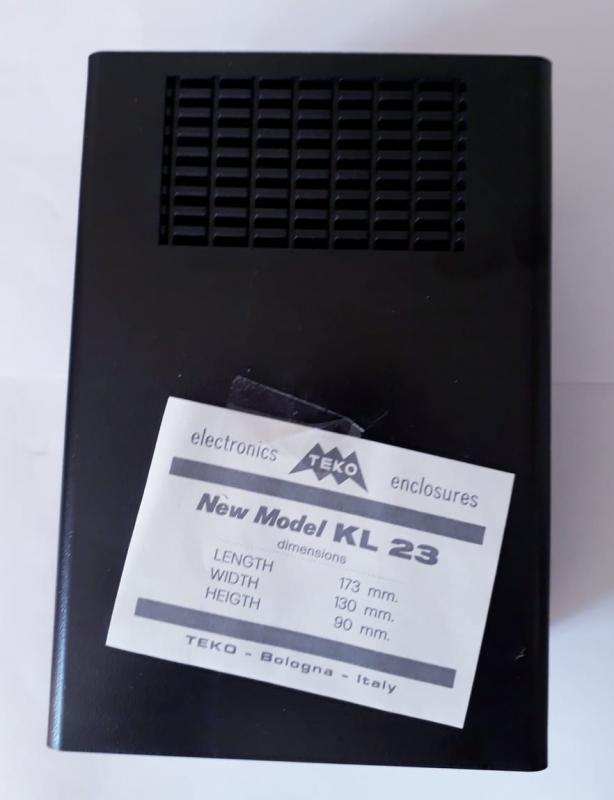 electronics TEKO enclosures
New Model KL 23
dimensions
LENGTH 173 mm.
WIDTH 130 mm.
HEIGTH 90 mm.
TEKO - Bologna - Italy